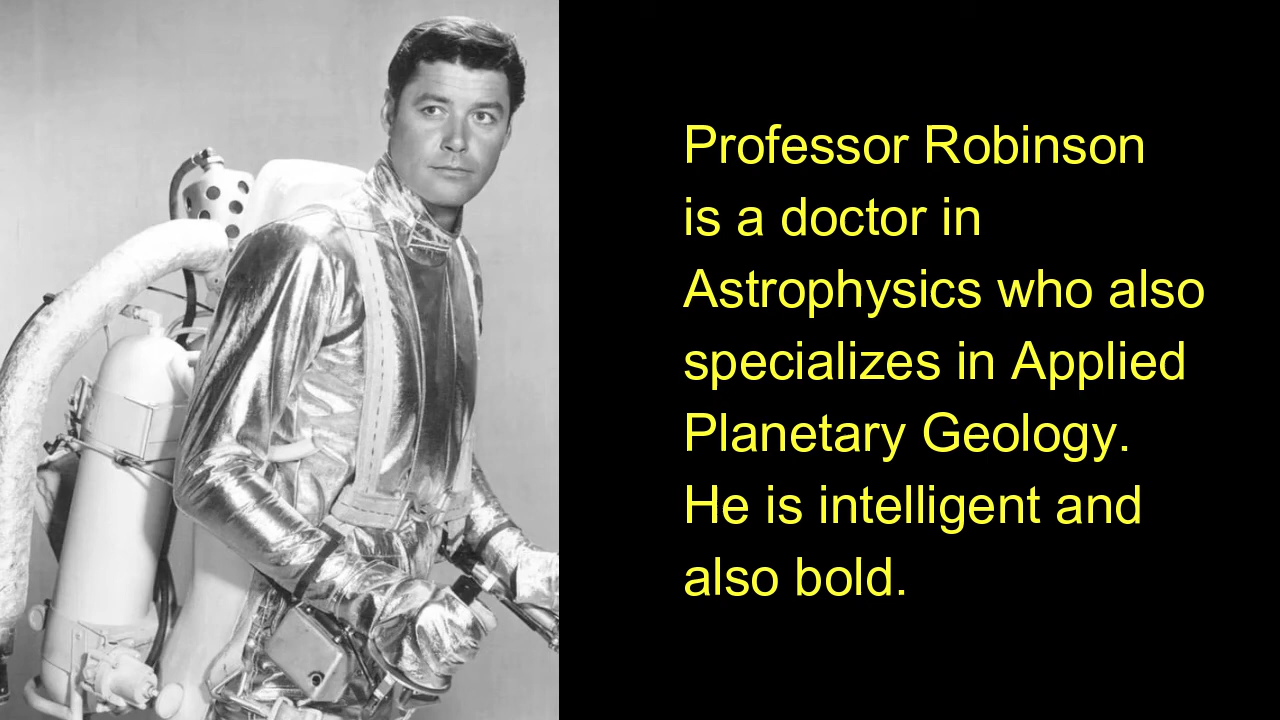 Professor Robinson
is a doctor in
Astrophysics who also
specializes in Applied
Planetary Geology.
He is intelligent and
also bold.